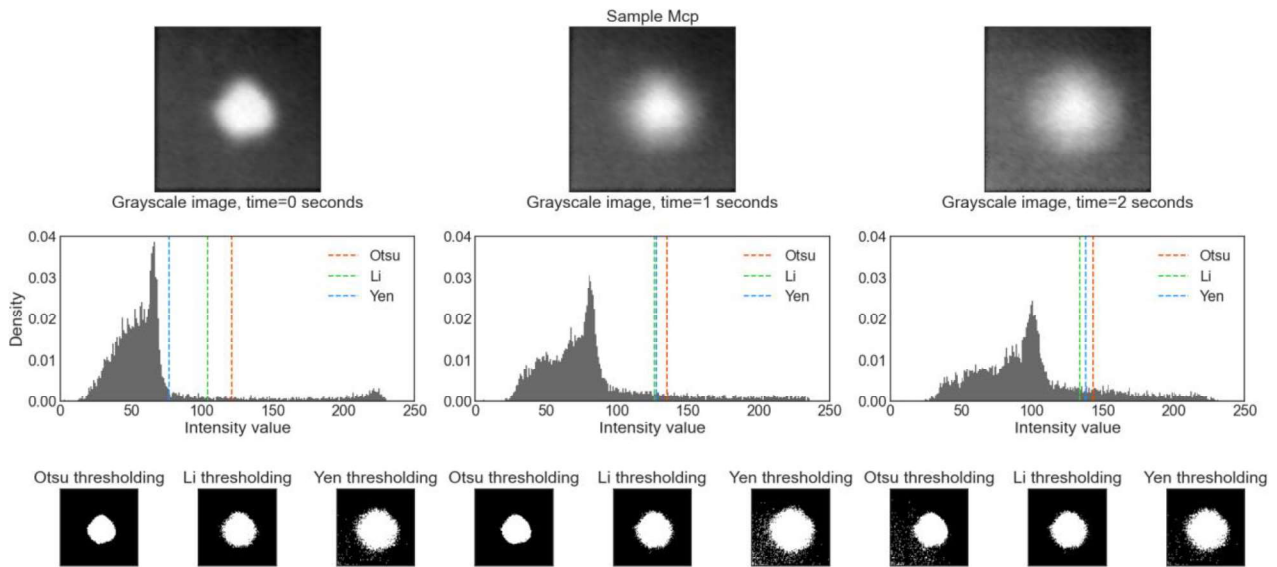 Sample Mcp
Grayscale image, time=0 seconds Grayscale image, time=1 seconds Grayscale image, time=2 seconds
Density
0.04
0.03
0.02
0.01
0.00
0 50 100 150 200 250
Intensity value
Otsu
Li
Yen
0.04
0.03
0.02
0.01
0.00
0 50 100 150 200 250
Intensity value
Otsu
Li
Yen
0.04
0.03
0.02
0.01
0.00
0 50 100 150 200 250
Intensity value
Otsu
Li
Yen
Otsu thresholding Li thresholding Yen thresholding Otsu thresholding Li thresholding Yen thresholding Otsu thresholding Li thresholding Yen thresholding